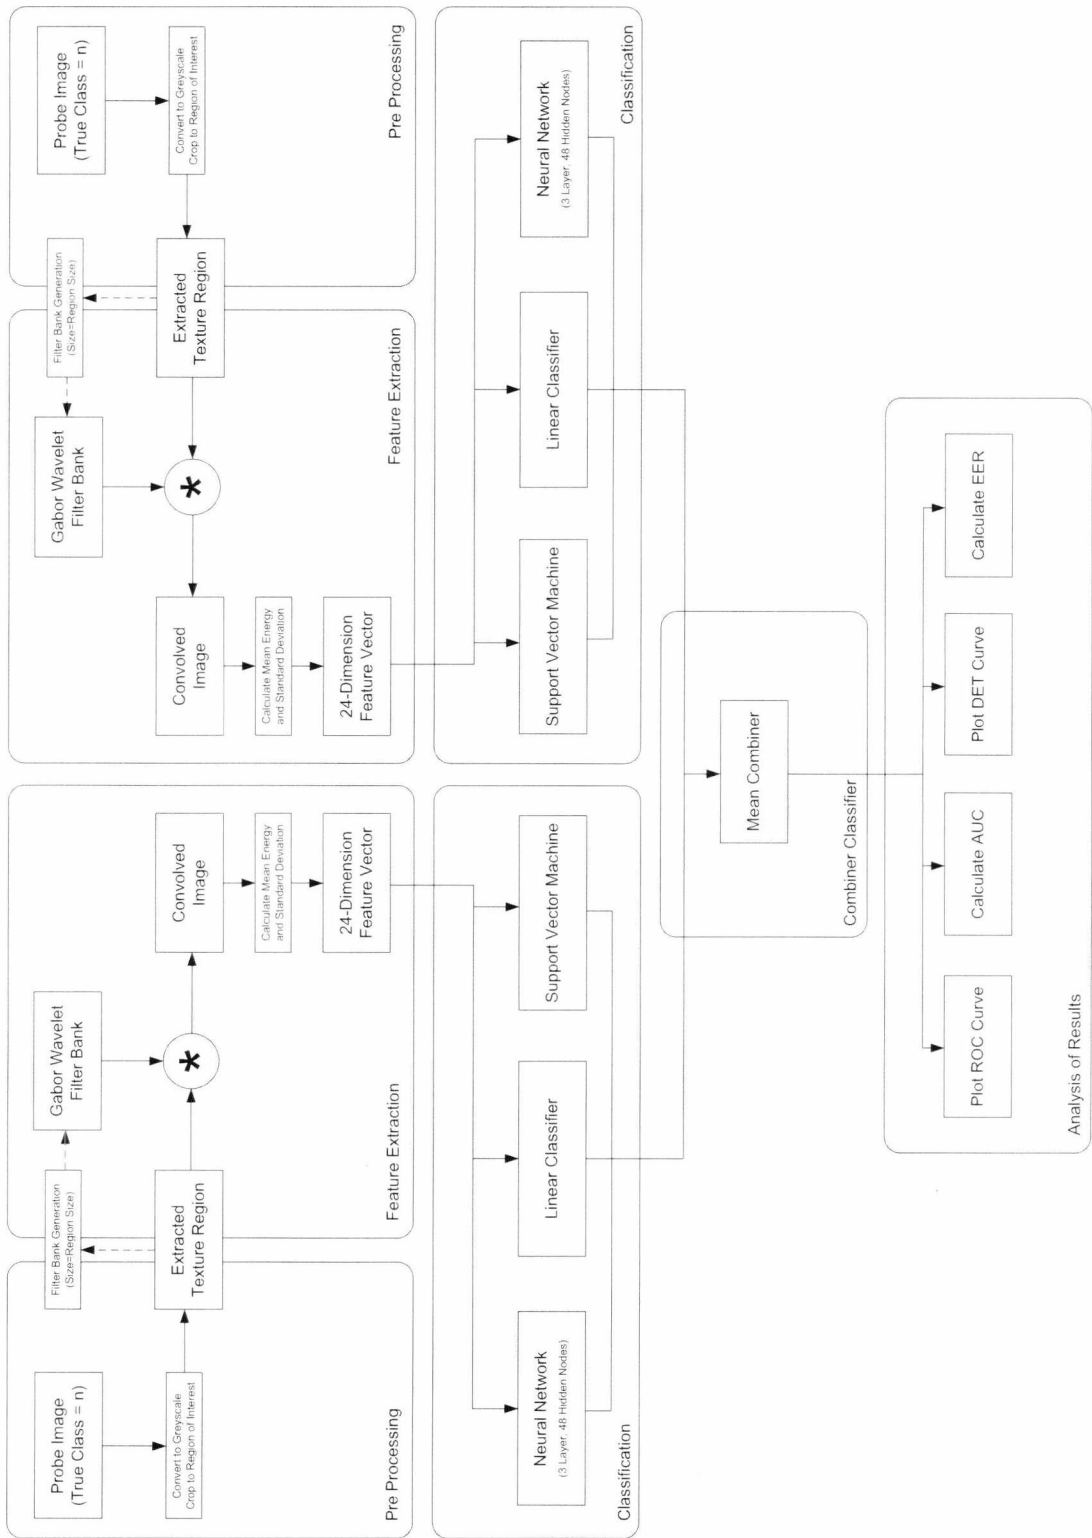 Probe Image
(True Class = n)
Convert to Greyscale
Crop to Region of Interest
Pre Processing
Filter Bank Generation
(Size=Region Size)
Extracted
Texture Region
Gabor Wavelet
Filter Bank
*
Convolved
Image
Calculate Mean Energy
and Standard Deviation
24-Dimension
Feature Vector
Feature Extraction
Neural Network
(3 Layer, 48 Hidden Nodes)
Linear Classifier
Support Vector Machine
Classification
Probe Image
(True Class = n)
Convert to Greyscale
Crop to Region of Interest
Pre Processing
Filter Bank Generation
(Size=Region Size)
Extracted
Texture Region
Gabor Wavelet
Filter Bank
*
Convolved
Image
Calculate Mean Energy
and Standard Deviation
24-Dimension
Feature Vector
Feature Extraction
Support Vector Machine
Linear Classifier
Neural Network
(3 Layer, 48 Hidden Nodes)
Classification
Mean Combiner
Combiner Classifier
Plot ROC Curve
Calculate AUC
Plot DET Curve
Calculate EER
Analysis of Results